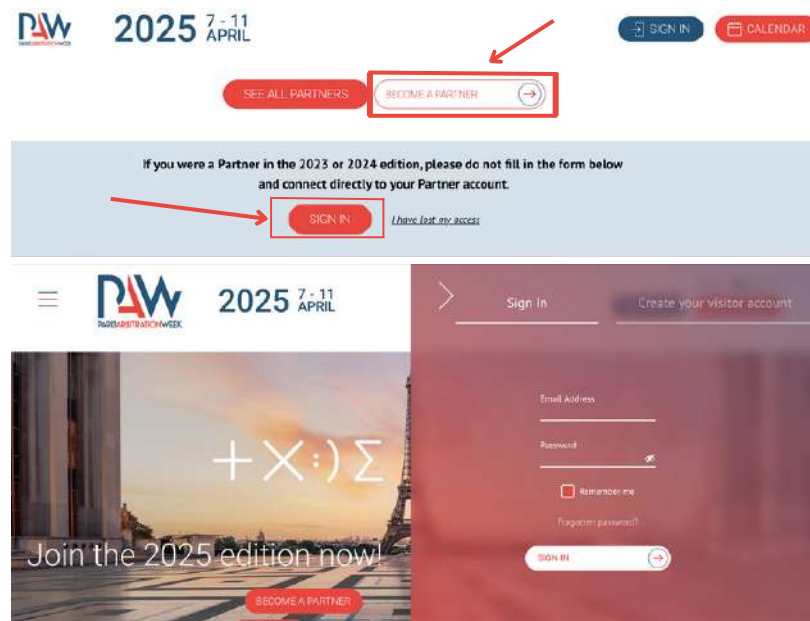 PAW
PARISARBITRATIONWEEK
2025 7 - 11
APRIL
SIGN IN
CALENDAR
SEE ALL PARTNERS
BECOME A PARTNER
If you were a Partner in the 2023 or 2024 edition, please do not fill in the form below
and connect directly to your Partner account.
SIGN IN
I have lost my access
PAW
PARISARBITRATIONWEEK
2025 7 - 11
APRIL
Sign In
Create your visitor account
Email Address
Password
Remember me
Forgotten password?
SIGN IN
+×:)Σ
Join the 2025 edition now!
BECOME A PARTNER